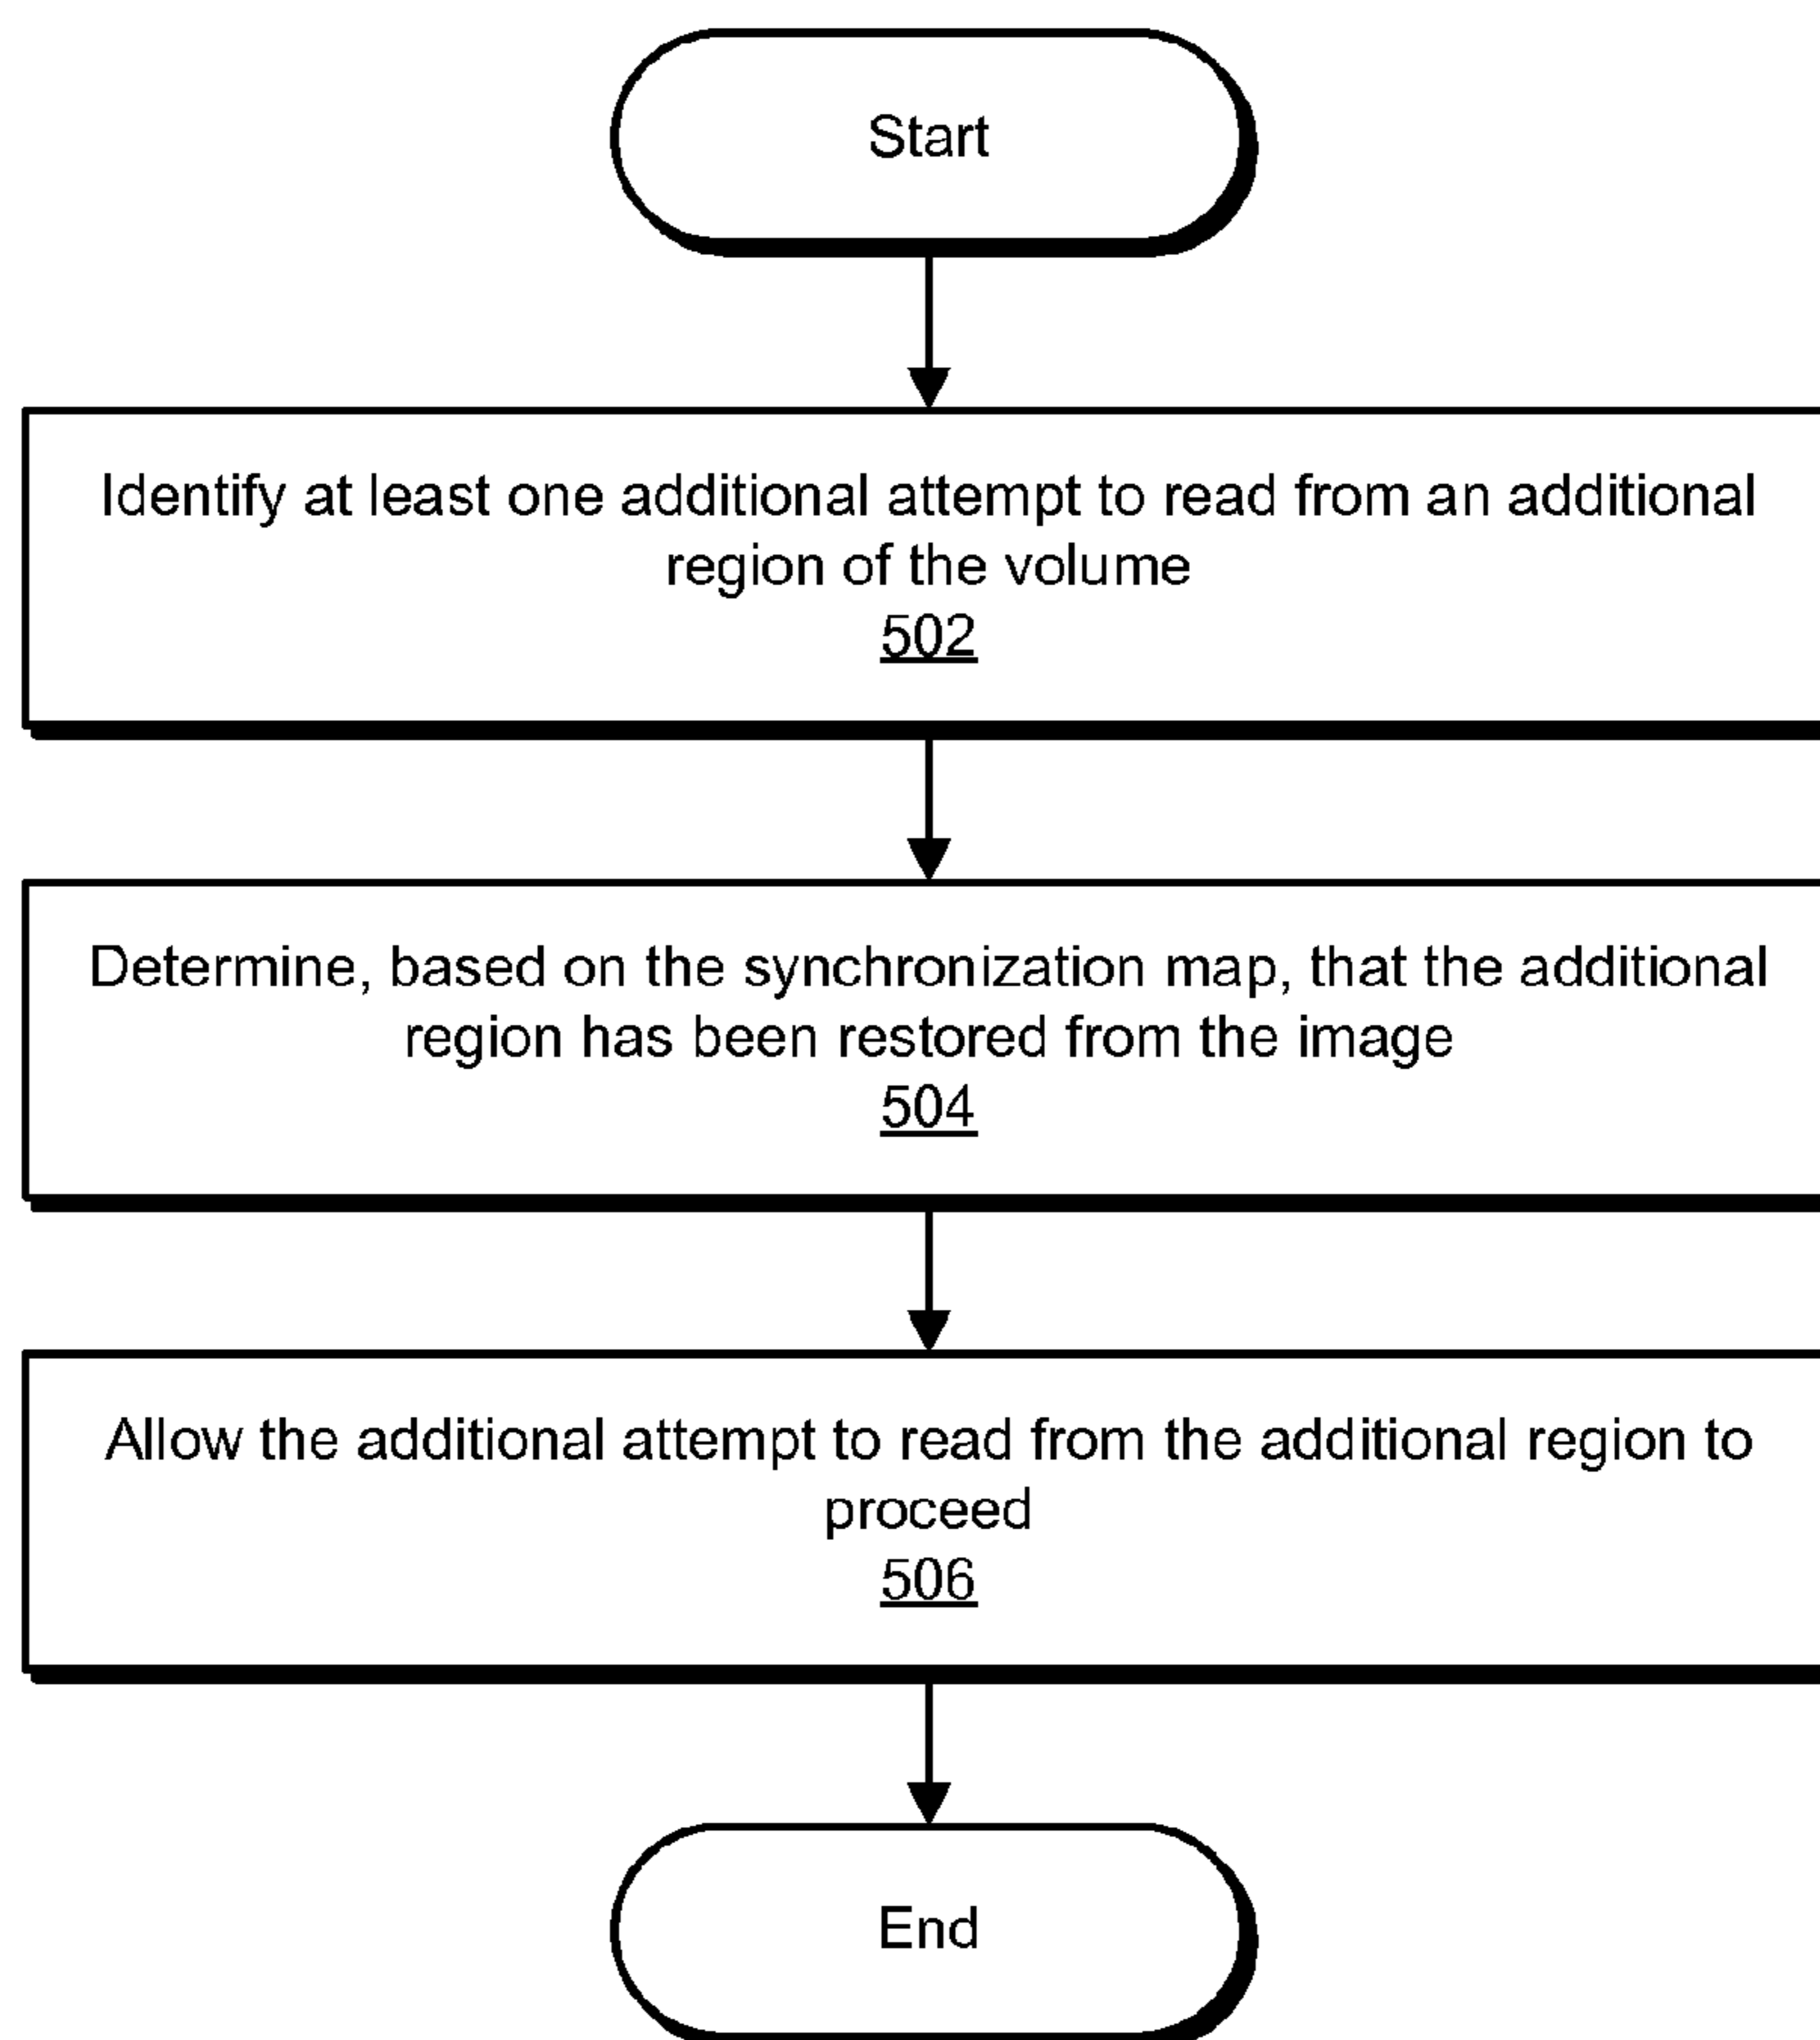 Start
Identify at least one additional attempt to read from an additional
region of the volume
502
Determine, based on the synchronization map, that the additional
region has been restored from the image
504
Allow the additional attempt to read from the additional region to
proceed
506
End